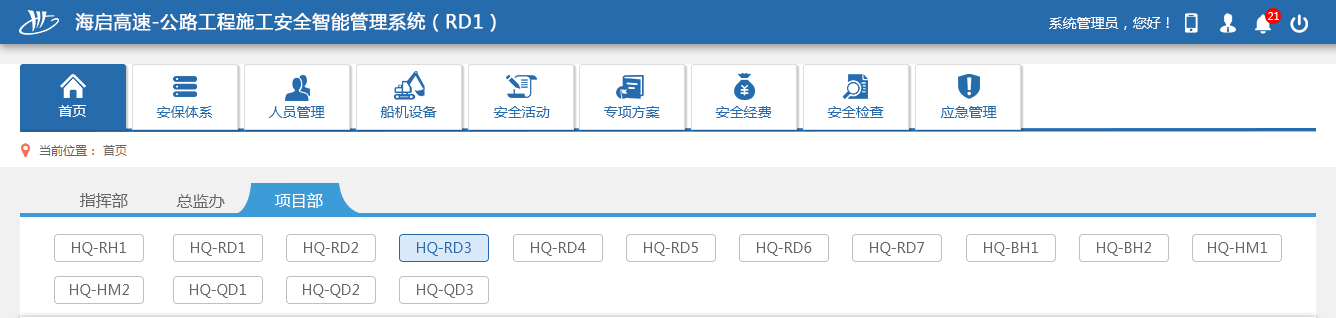 海启高速-公路工程施工安全智能管理系统（RD1）
系统管理员，您好！ 21
首页 安保体系 人员管理 船机设备 安全活动 专项方案 安全经费 安全检查 应急管理
当前位置： 首页
指挥部 总监办 项目部
HQ-RH1 HQ-RD1 HQ-RD2 HQ-RD3 HQ-RD4 HQ-RD5 HQ-RD6 HQ-RD7 HQ-BH1 HQ-BH2 HQ-HM1
HQ-HM2 HQ-QD1 HQ-QD2 HQ-QD3